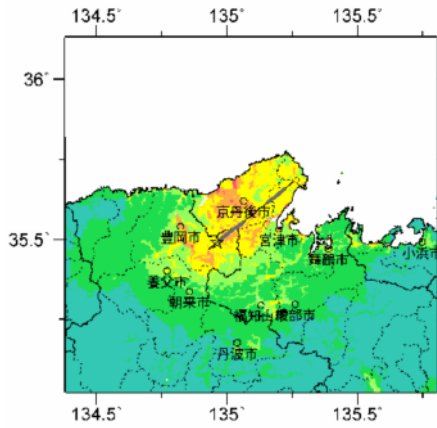 134.5° 135° 135.5°
36°
京丹後市
豊岡市 宮津市
35.5°
舞鶴市 小浜市
養父市
朝来市
福知山市 綾部市
丹波市
134.5° 135° 135.5°